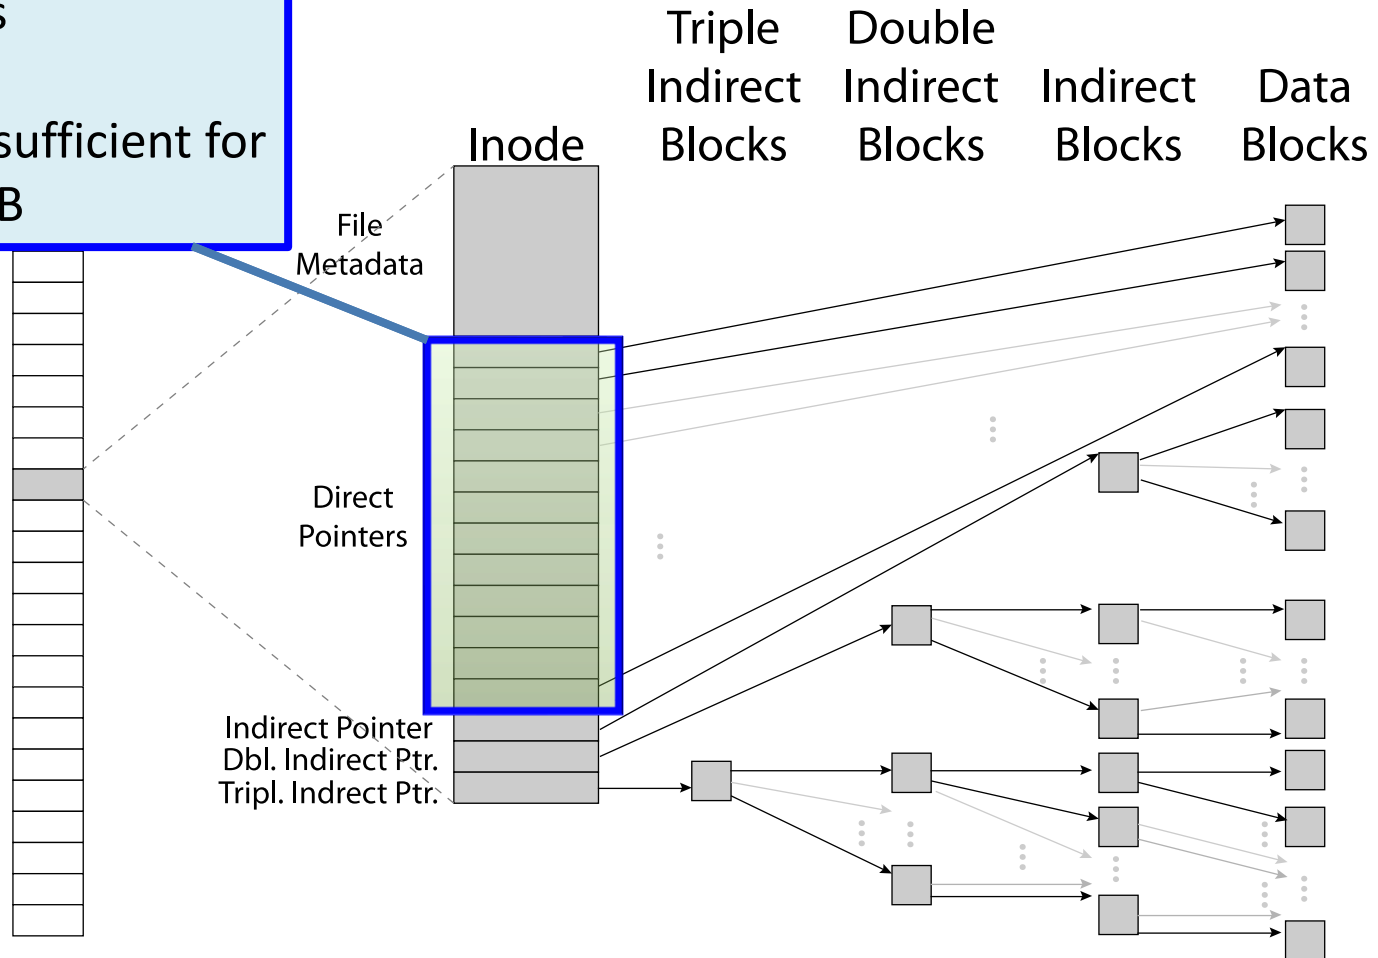 s
sufficient for
B
Triple
Indirect
Blocks
Double
Indirect
Blocks
Indirect
Blocks
Data
Blocks
Inode
File
Metadata
Direct
Pointers
Indirect Pointer
Dbl. Indirect Ptr.
Tripl. Indrect Ptr.